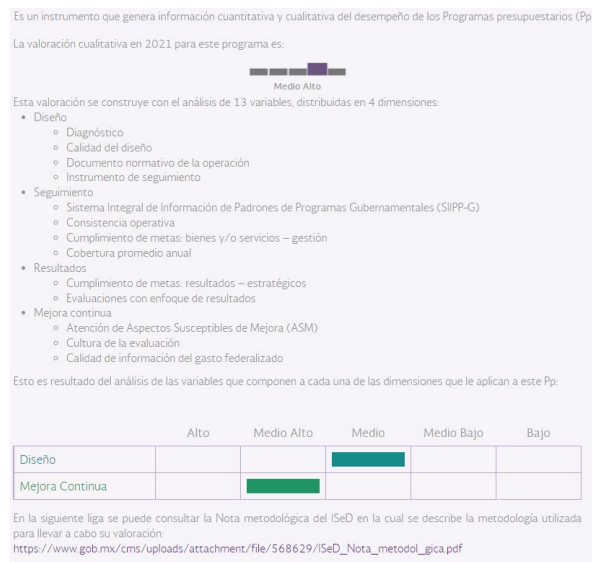 Es un instrumento que genera información cuantitativa y cualitativa del desempeño de los Programas presupuestarios (Pp
La valoración cualitativa en 2021 para este programa es:
Medio Alto
Esta valoración se construye con el análisis de 13 variables, distribuidas en 4 dimensiones:
• Diseño
○ Diagnóstico
○ Calidad del diseño
○ Documento normativo de la operación
○ Instrumento de seguimiento
• Seguimiento
○ Sistema Integral de Información de Padrones de Programas Gubernamentales (SIIPP-G)
○ Consistencia operativa
○ Cumplimiento de metas: bienes y/o servicios – gestión
○ Cobertura promedio anual
• Resultados
○ Cumplimiento de metas: resultados – estratégicos
○ Evaluaciones con enfoque de resultados
• Mejora continua
○ Atención de Aspectos Susceptibles de Mejora (ASM)
○ Cultura de la evaluación
○ Calidad de información del gasto federalizado
Esto es resultado del análisis de las variables que componen a cada una de las dimensiones que le aplican a este Pp:
Alto Medio Alto Medio Medio Bajo Bajo
Diseño
Mejora Continua
En la siguiente liga se puede consultar la Nota metodológica del ISeD en la cual se describe la metodología utilizada
para llevar a cabo su valoración:
https://www.gob.mx/cms/uploads/attachment/file/568629/ISeD_Nota_metodol_gica.pdf